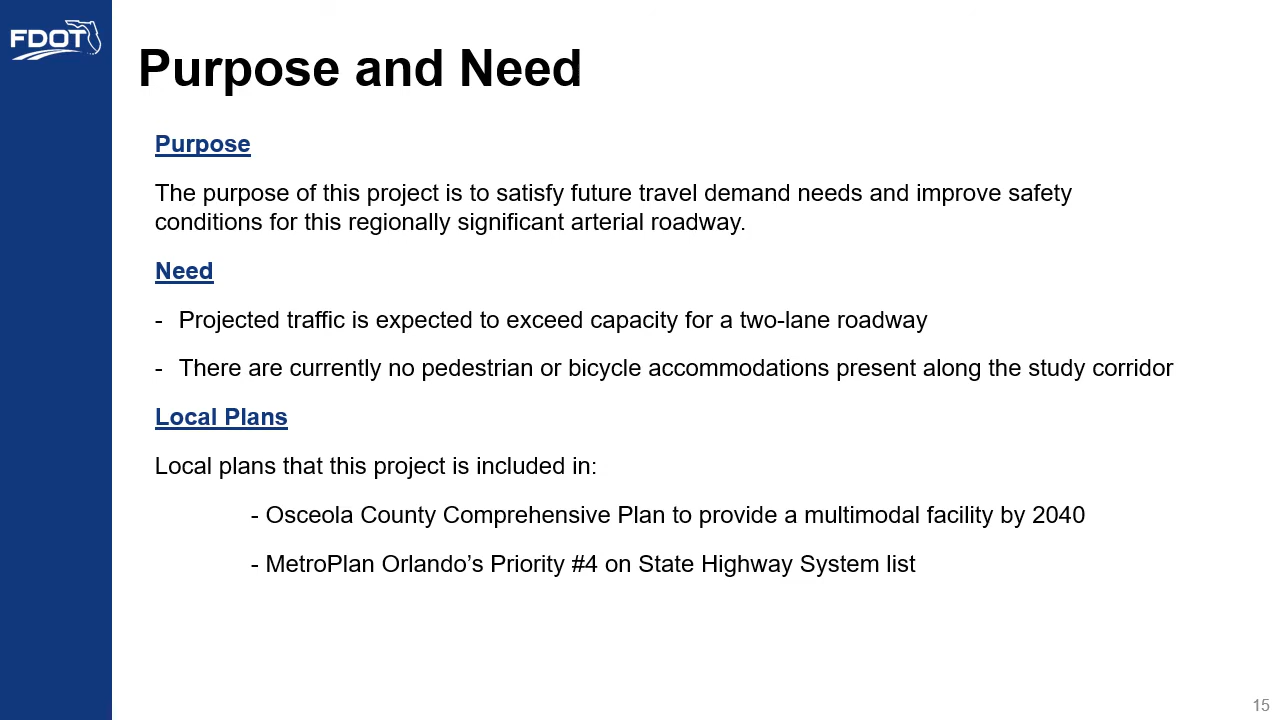 FDOT
Purpose and Need
Purpose
The purpose of this project is to satisfy future travel demand needs and improve safety
conditions for this regionally significant arterial roadway.
Need
- Projected traffic is expected to exceed capacity for a two-lane roadway
- There are currently no pedestrian or bicycle accommodations present along the study corridor
Local Plans
Local plans that this project is included in:
- Osceola County Comprehensive Plan to provide a multimodal facility by 2040
- MetroPlan Orlando’s Priority #4 on State Highway System list
15